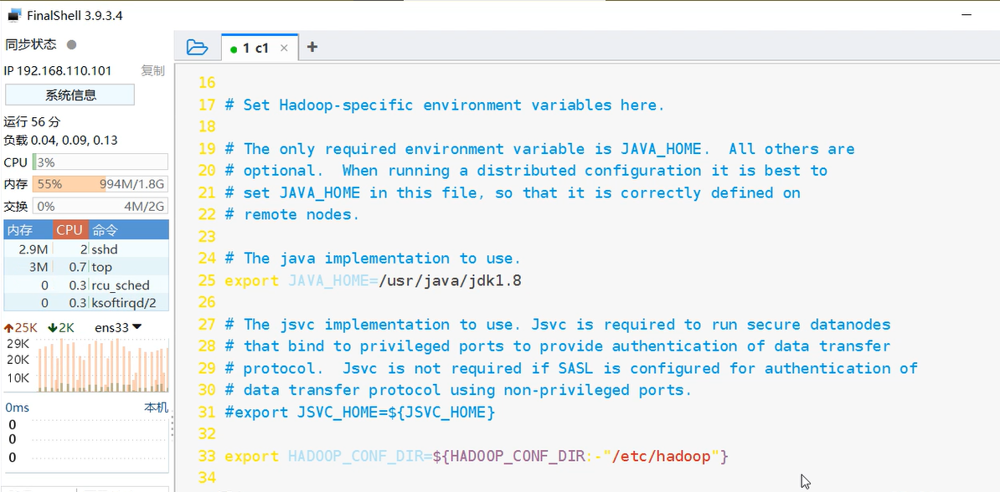 FinalShell 3.9.3.4
同步状态
IP 192.168.110.101 复制
系统信息
运行 56 分
负载 0.04, 0.09, 0.13
CPU 3%
内存 55% 994M/1.8G
交换 0% 4M/2G
内存 CPU 命令
2.9M 2 sshd
3M 0.7 top
0 0.3 rcu_sched
0 0.3 ksoftirqd/2
25K 2K ens33
29K
20K
10K
0ms 本机
0
0
0
1 c1
16
17 # Set Hadoop-specific environment variables here.
18
19 # The only required environment variable is JAVA_HOME.  All others are
20 # optional.  When running a distributed configuration it is best to
21 # set JAVA_HOME in this file, so that it is correctly defined on
22 # remote nodes.
23
24 # The java implementation to use.
25 export JAVA_HOME=/usr/java/jdk1.8
26
27 # The jsvc implementation to use. Jsvc is required to run secure datanodes
28 # that bind to privileged ports to provide authentication of data transfer
29 # protocol.  Jsvc is not required if SASL is configured for authentication of
30 # data transfer protocol using non-privileged ports.
31 #export JSVC_HOME=${JSVC_HOME}
32
33 export HADOOP_CONF_DIR=${HADOOP_CONF_DIR:-"/etc/hadoop"}
34